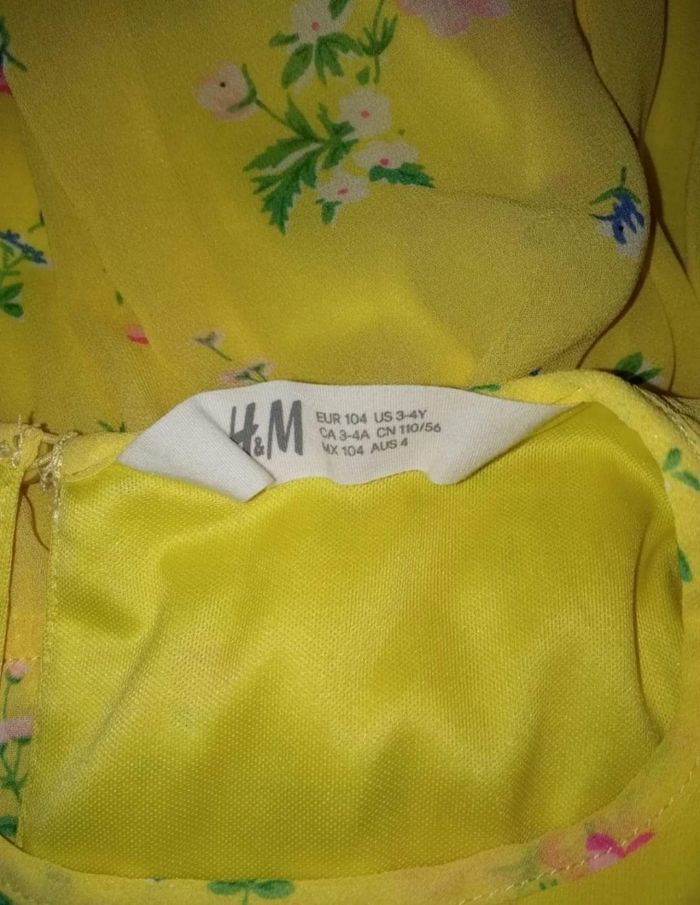 H&M
EUR 104 US 3-4Y
CA 3-4A CN 110/56
MX 104 AUS 4